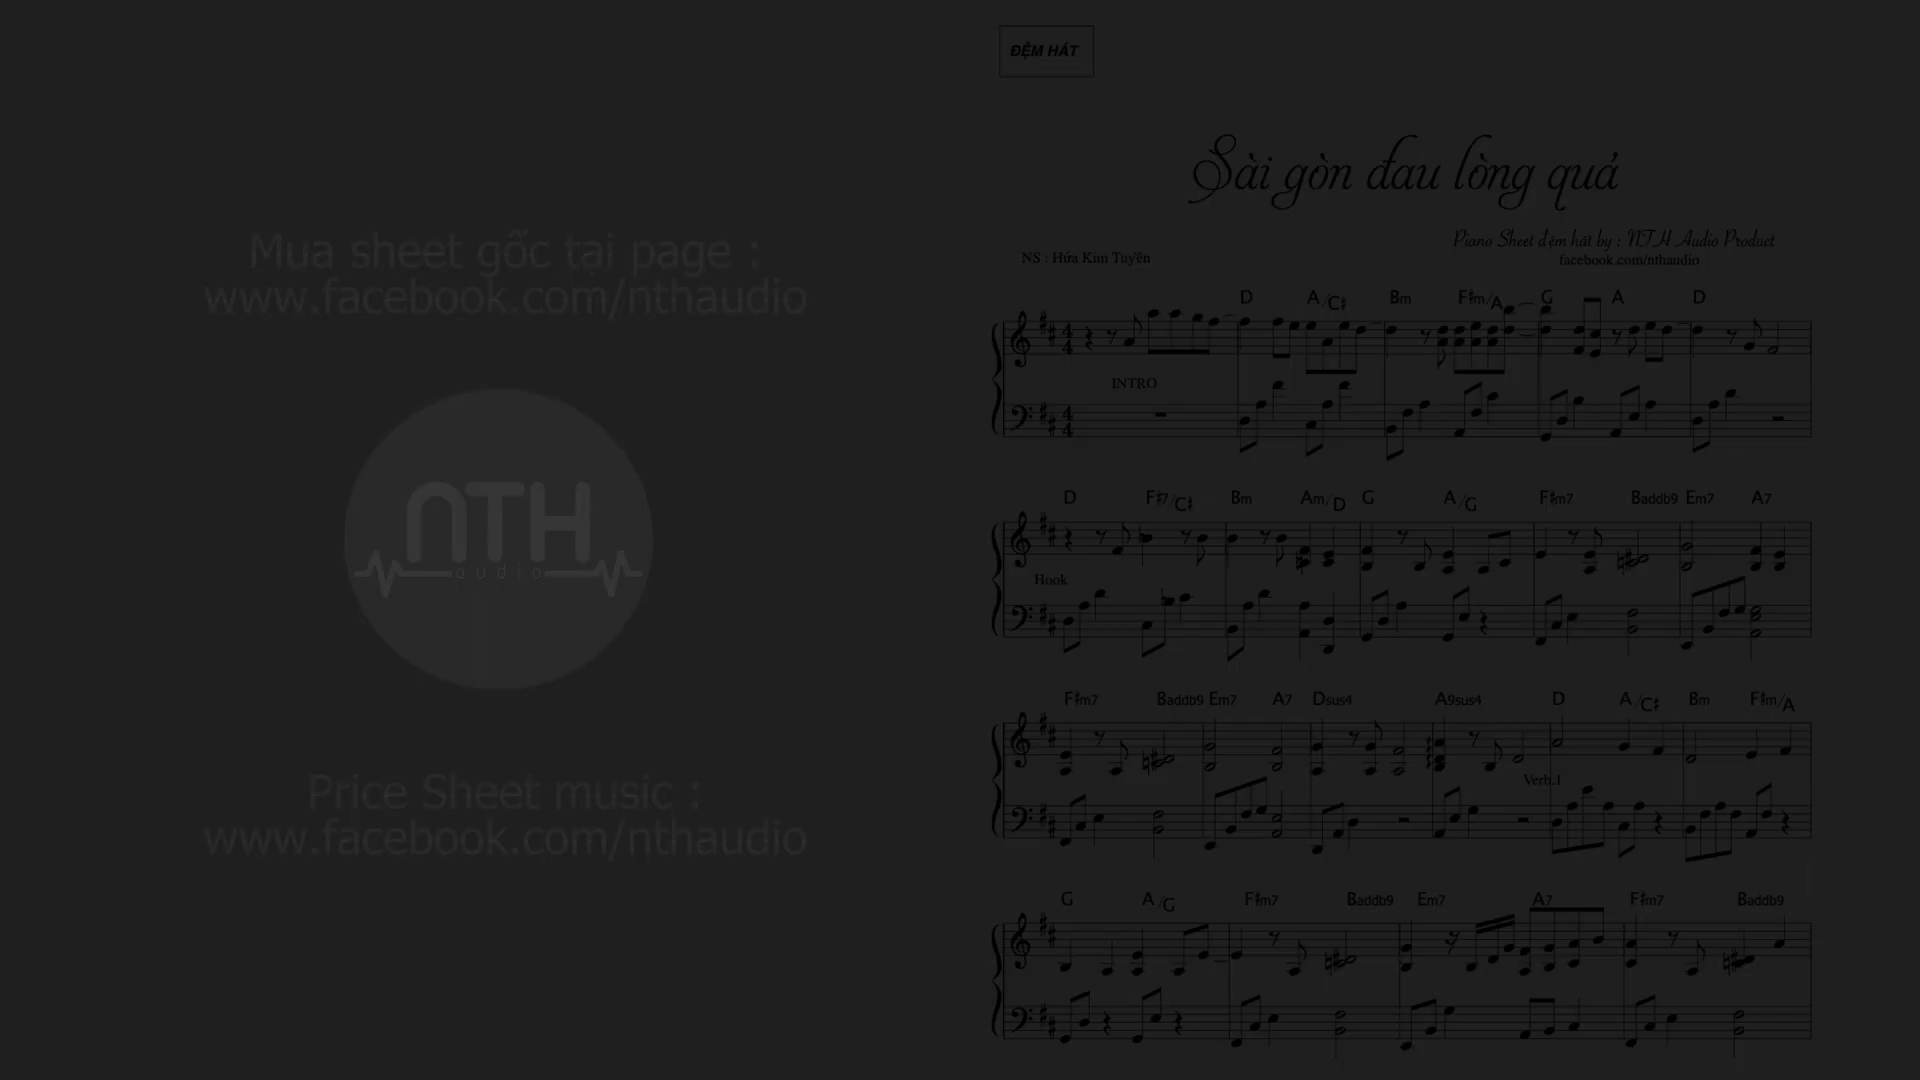 Mua sheet gốc tại page :
www.facebook.com/nthaudio
NTH
audio
Price Sheet music :
www.facebook.com/nthaudio
ĐỆM HÁT
Sài gòn đau lòng quá
Piano Sheet đệm hát by : NTH Audio Product
NS : Hứa Kim Tuyền
facebook.com/nthaudio
D A/C♯ Bm F♯m/A G A D
INTRO
D F♯7/C♯ Bm Am/D G A/G F♯m7 Baddb9 Em7 A7
Hook
F♯m7 Baddb9 Em7 A7 Dsus4 A9sus4 D A/C♯ Bm F♯m/A
Verb.1
G A/G F♯m7 Baddb9 Em7 A7 F♯m7 Baddb9